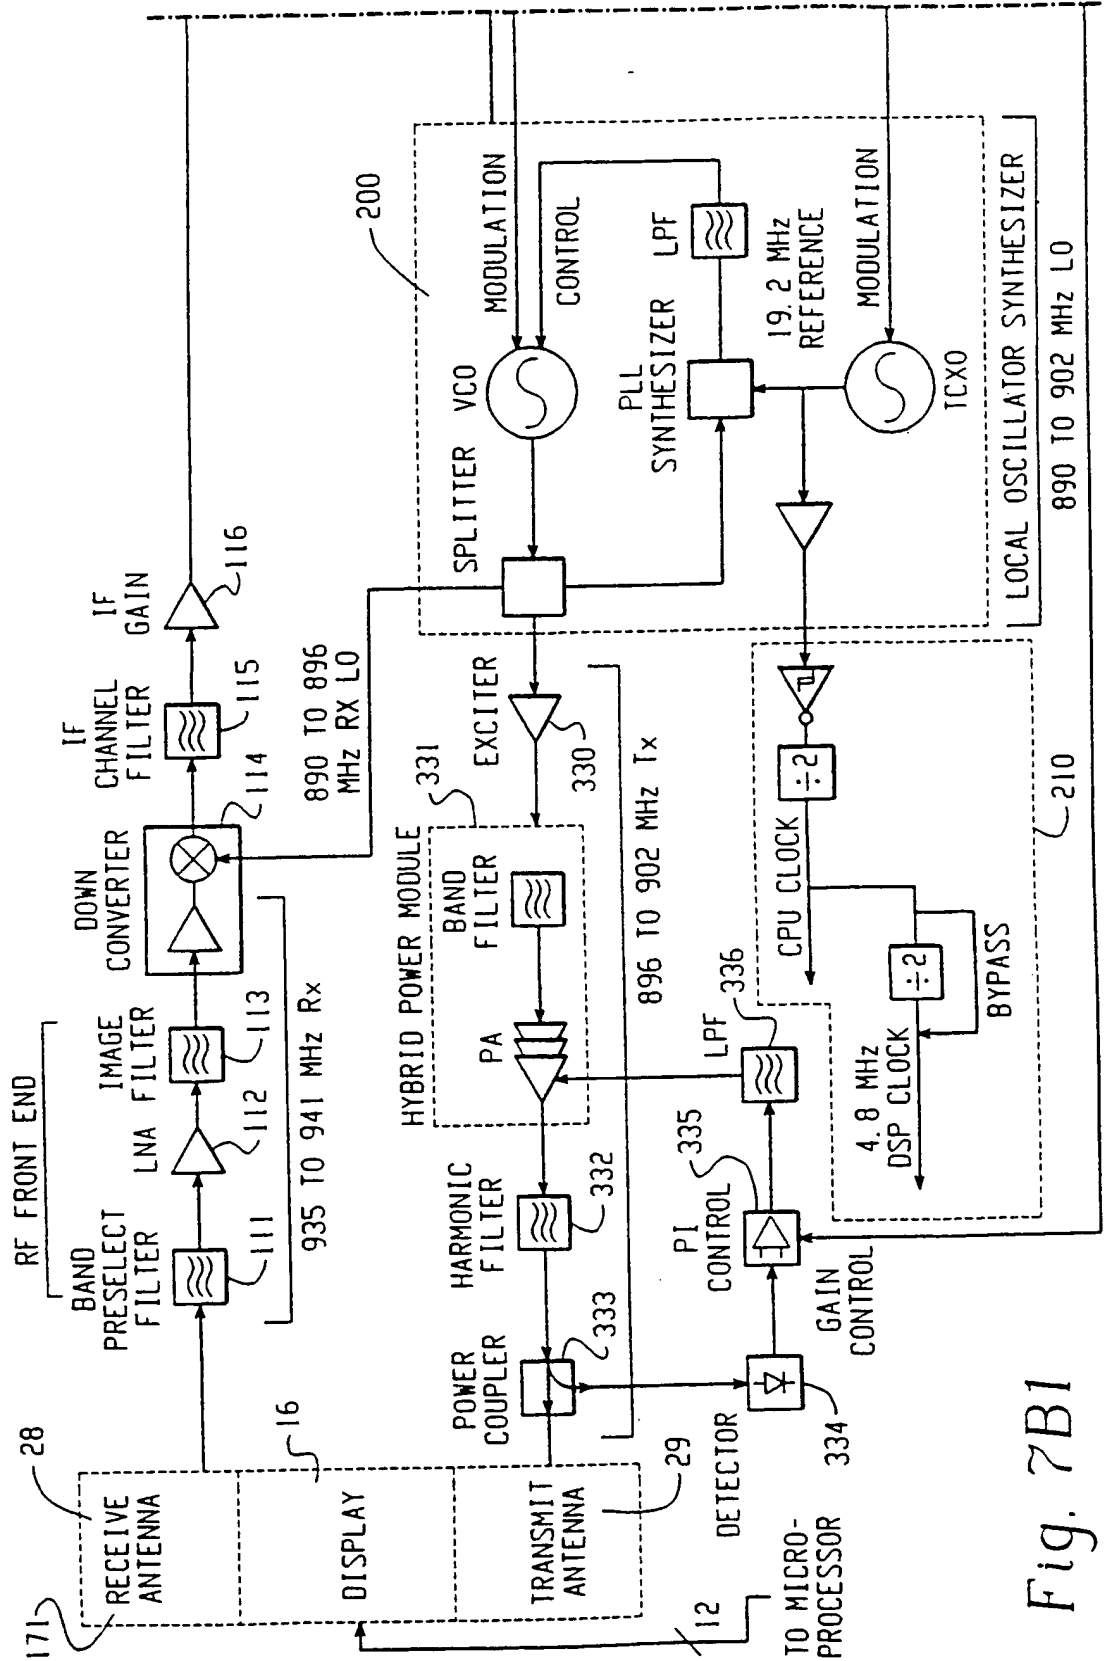 171
28
RECEIVE
ANTENNA
16
DISPLAY
TRANSMIT
ANTENNA
29
12
TO MICRO-
PROCESSOR
RF FRONT END
BAND
PRESELECT
FILTER
111
LNA
112
IMAGE
FILTER
113
935 TO 941 MHz Rx
DOWN
CONVERTER
114
IF
CHANNEL
FILTER
115
IF
GAIN
116
890 TO 896
MHz RX LO
POWER
COUPLER
333
HARMONIC
FILTER
332
HYBRID POWER MODULE
331
PA
BAND
FILTER
EXCITER
330
896 TO 902 MHz Tx
SPLITTER
VCO
MODULATION
CONTROL
200
PLL
SYNTHESIZER
LPF
19.2 MHz
REFERENCE
MODULATION
TCXO
LOCAL OSCILLATOR SYNTHESIZER
890 TO 902 MHz LO
DETECTOR
334
PI
CONTROL
335
GAIN
CONTROL
LPF
336
CPU CLOCK
÷2
÷2
BYPASS
4.8 MHz
DSP CLOCK
210
Fig. 7B1